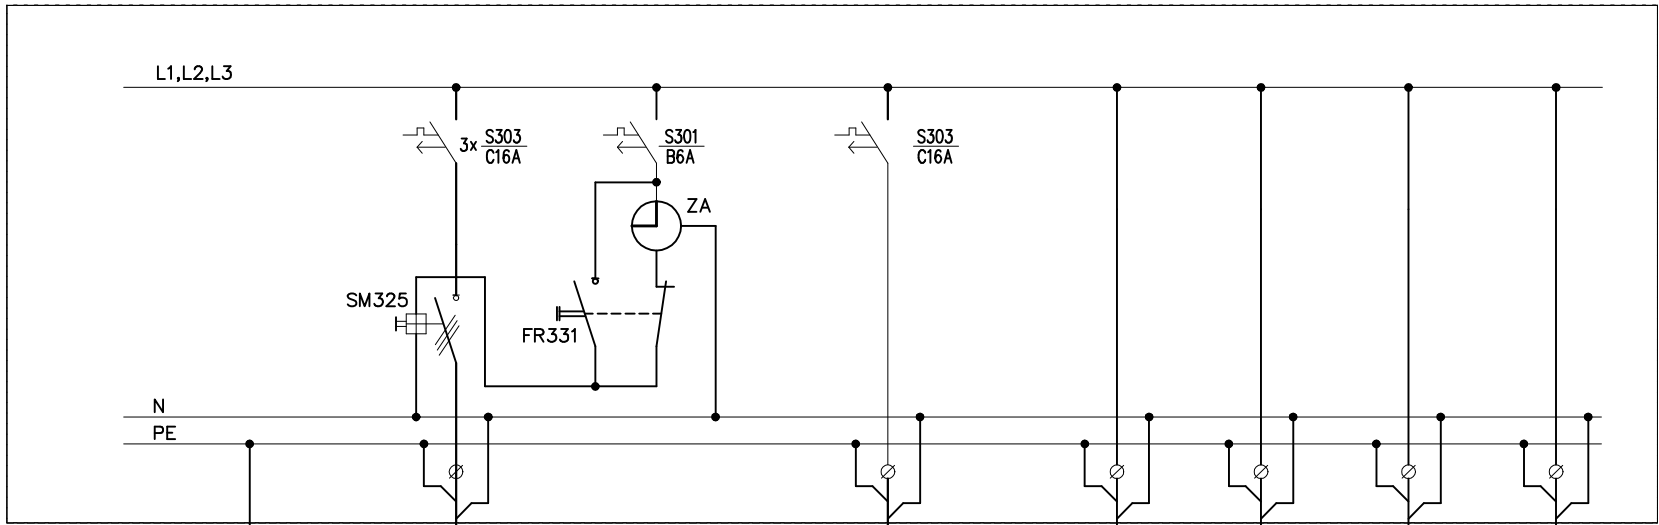 L1,L2,L3
3x S303
C16A
S301
B6A
S303
C16A
ZA
SM325
FR331
N
PE